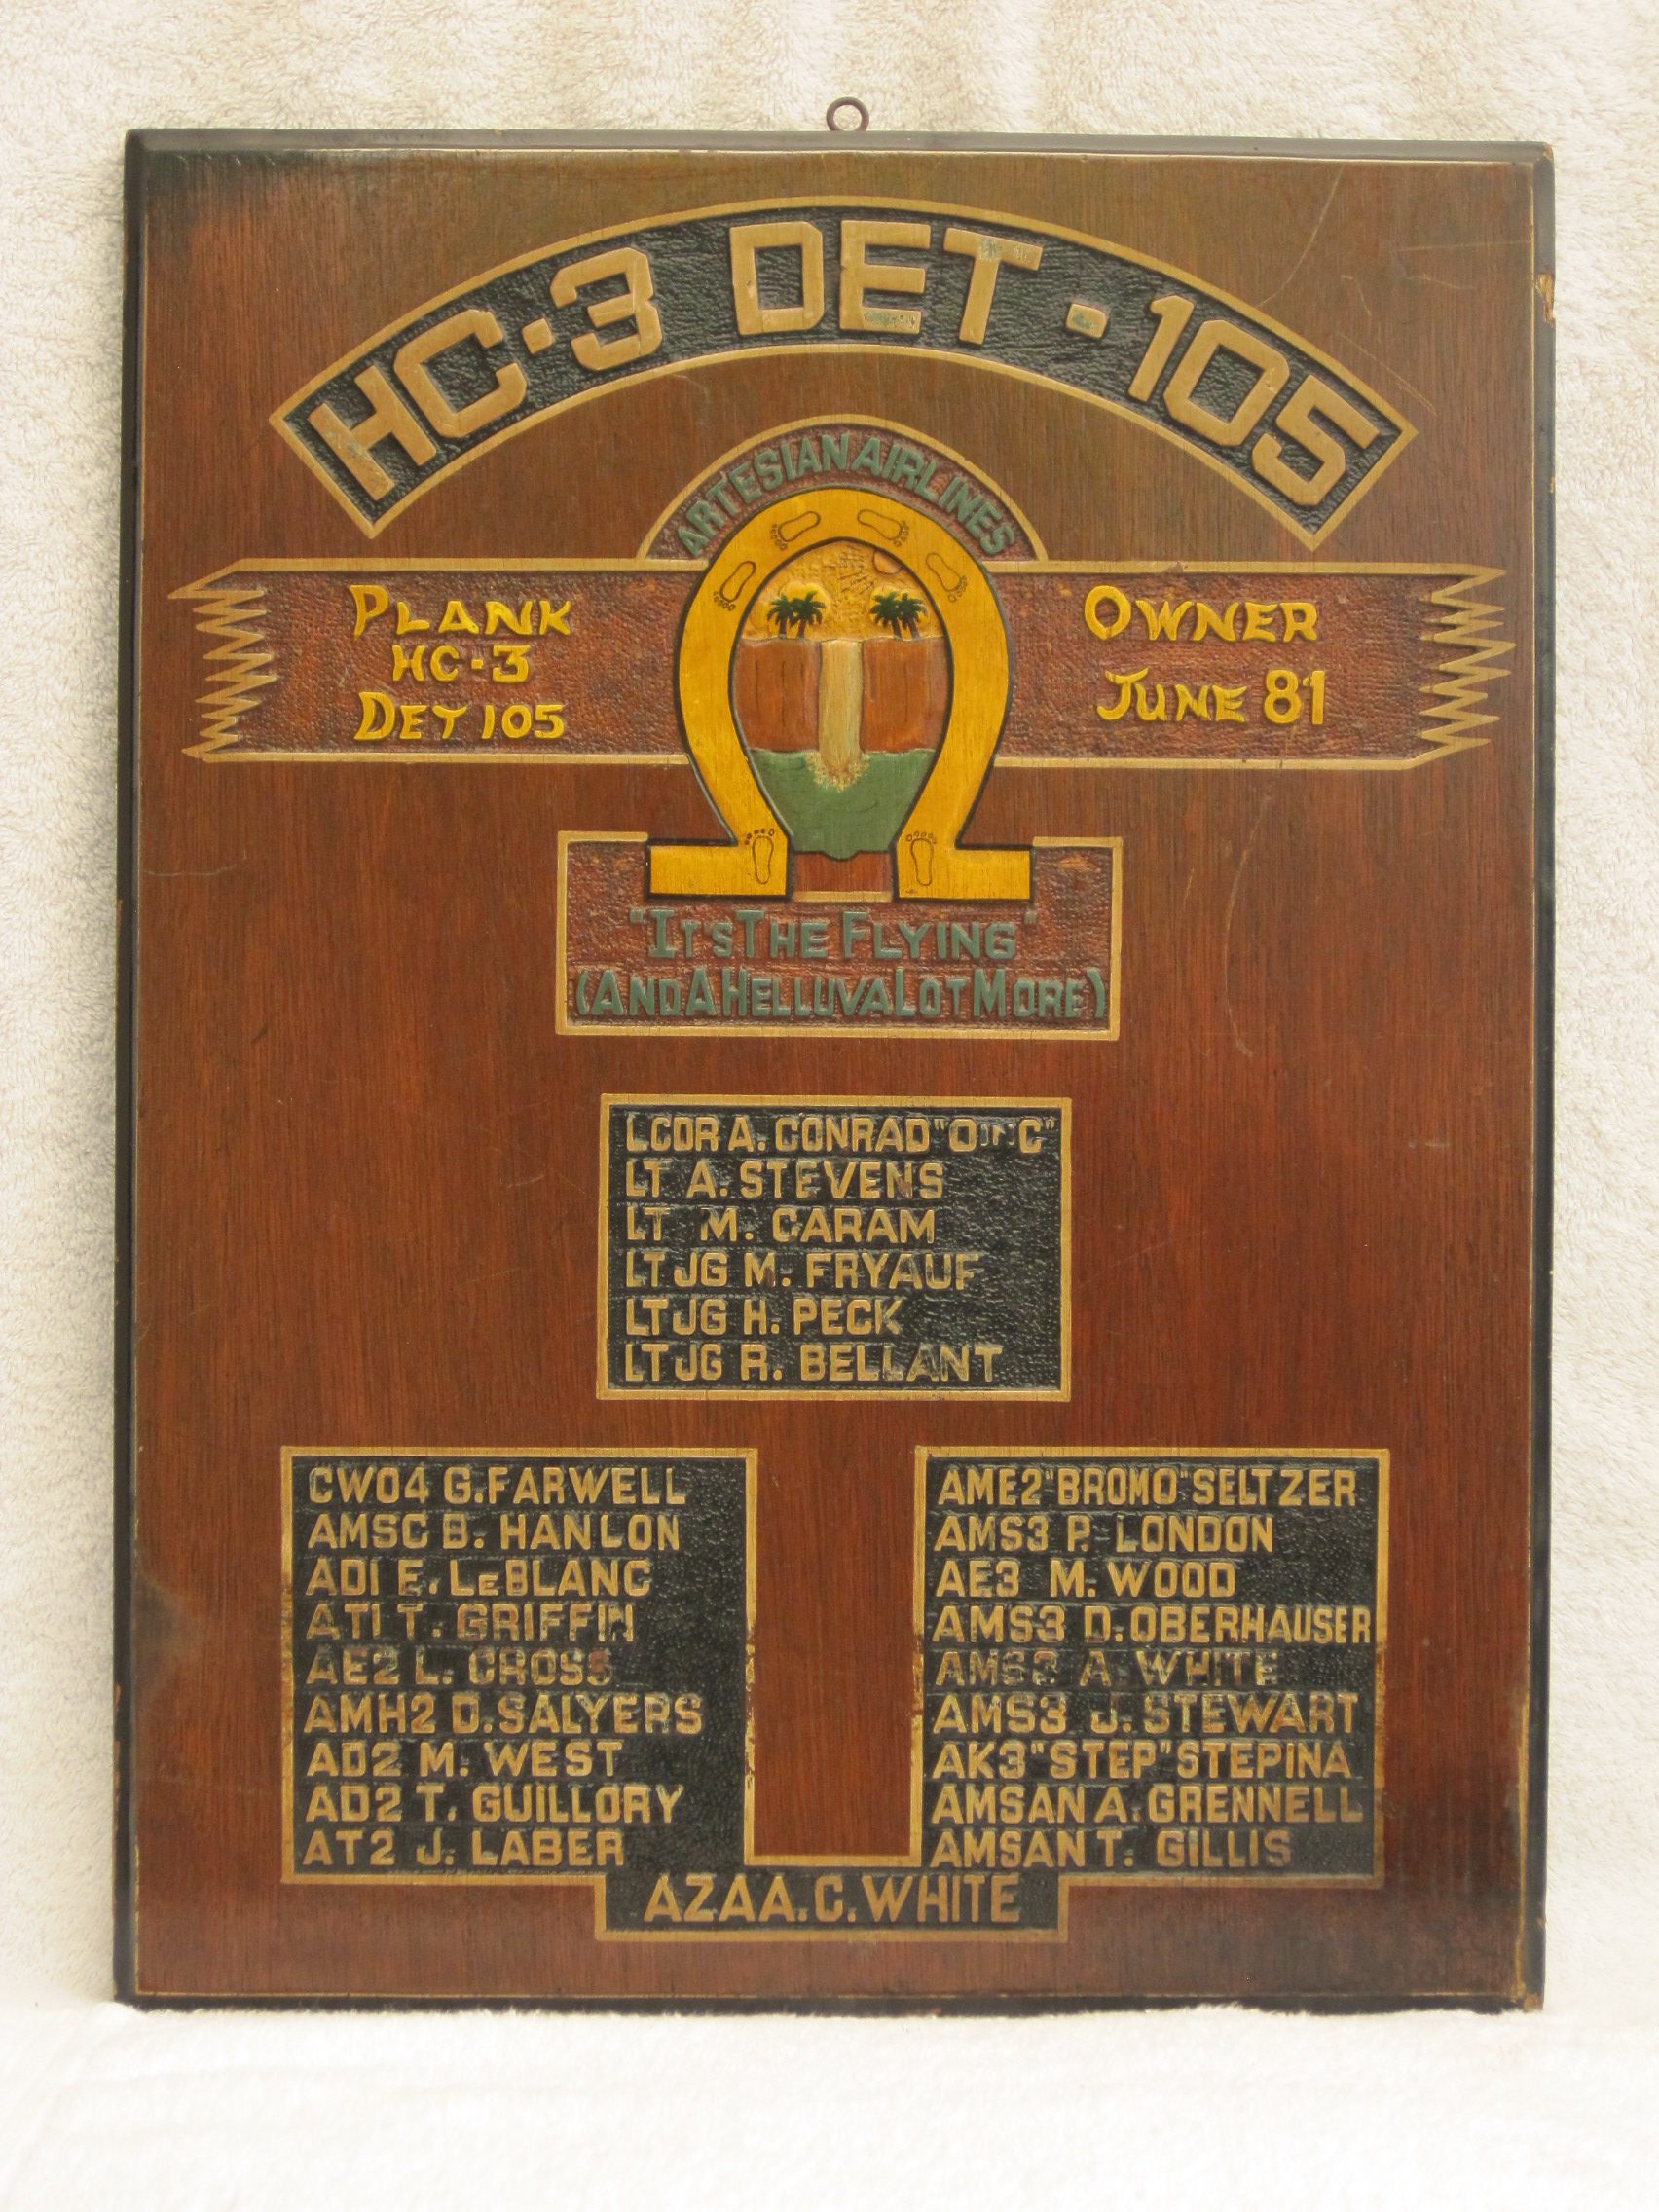 HC-3 DET-105
ARTESIAN AIRLINES
PLANK
HC-3
DET 105
OWNER
JUNE 81
"IT'S THE FLYING"
(AND A HELLUVA LOT MORE)
LCDR A. CONRAD "OINC"
LT A. STEVENS
LT M. CARAM
LTJG M. FRYAUF
LTJG H. PECK
LTJG R. BELLANT
CWO4 G. FARWELL
AMSC B. HANLON
AD1 E. LeBLANC
AT1 T. GRIFFIN
AE2 L. CROSS
AMH2 D. SALYERS
AD2 M. WEST
AD2 T. GUILLORY
AT2 J. LABER
AME2 "BROMO" SELTZER
AMS3 P. LONDON
AE3 M. WOOD
AMS3 D. OBERHAUSER
AMS3 A. WHITE
AMS3 J. STEWART
AK3 "STEP" STEPINA
AMSAN A. GRENNELL
AMSAN T. GILLIS
AZAA. C. WHITE